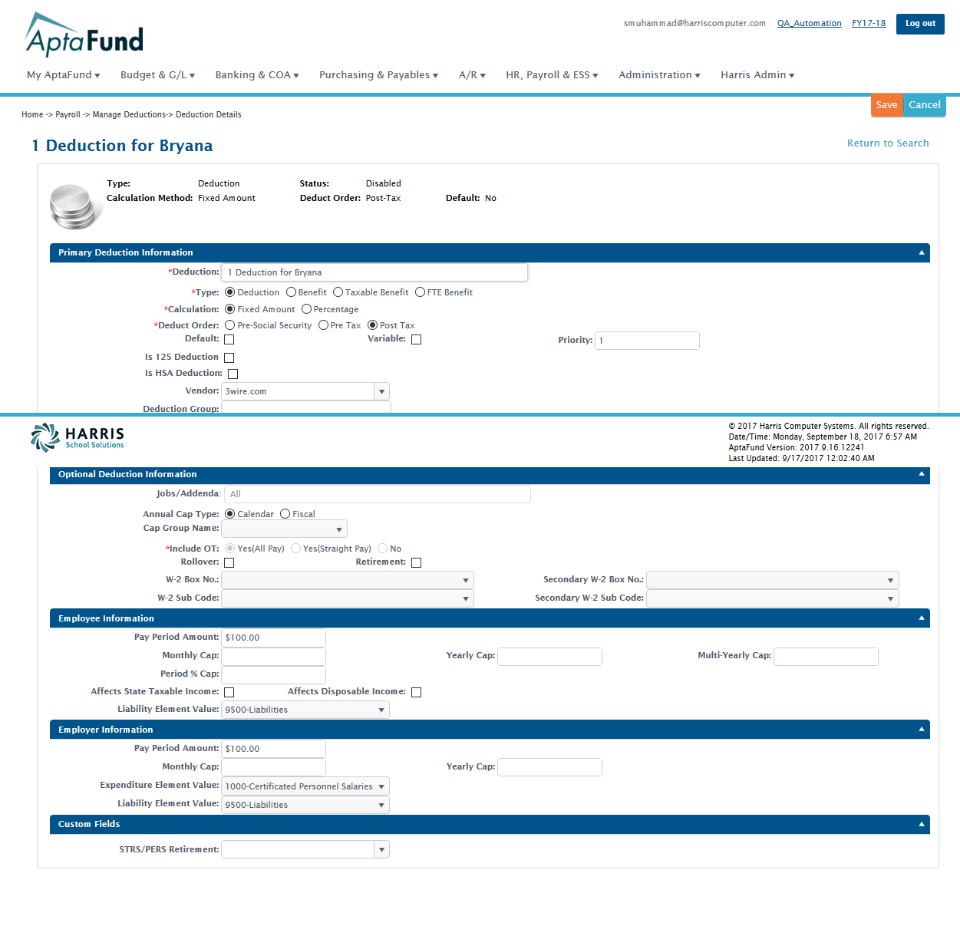 smuhammad@harriscomputer.com QA_Automation FY17-18 Log out
AptaFund
My AptaFund Budget & G/L Banking & COA Purchasing & Payables A/R HR, Payroll & ESS Administration Harris Admin
Save Cancel
Home -> Payroll -> Manage Deductions-> Deduction Details
1 Deduction for Bryana Return to Search
Type: Deduction Status: Disabled
Calculation Method: Fixed Amount Deduct Order: Post-Tax Default: No
Primary Deduction Information
*Deduction: 1 Deduction for Bryana
*Type: Deduction Benefit Taxable Benefit FTE Benefit
*Calculation: Fixed Amount Percentage
*Deduct Order: Pre-Social Security Pre Tax Post Tax
Default: Variable: Priority: 1
Is 125 Deduction
Is HSA Deduction:
Vendor: 3wire.com
Deduction Group:
HARRIS
School Solutions
© 2017 Harris Computer Systems. All rights reserved.
Date/Time: Monday, September 18, 2017 6:57 AM
AptaFund Version: 2017.9.16.12241
Last Updated: 9/17/2017 12:02:40 AM
Optional Deduction Information
Jobs/Addenda: All
Annual Cap Type: Calendar Fiscal
Cap Group Name:
*Include OT: Yes(All Pay) Yes(Straight Pay) No
Rollover: Retirement:
W-2 Box No.: Secondary W-2 Box No.:
W-2 Sub Code: Secondary W-2 Sub Code:
Employee Information
Pay Period Amount: $100.00
Monthly Cap: Yearly Cap: Multi-Yearly Cap:
Period % Cap:
Affects State Taxable Income: Affects Disposable Income:
Liability Element Value: 9500-Liabilities
Employer Information
Pay Period Amount: $100.00
Monthly Cap: Yearly Cap:
Expenditure Element Value: 1000-Certificated Personnel Salaries
Liability Element Value: 9500-Liabilities
Custom Fields
STRS/PERS Retirement: